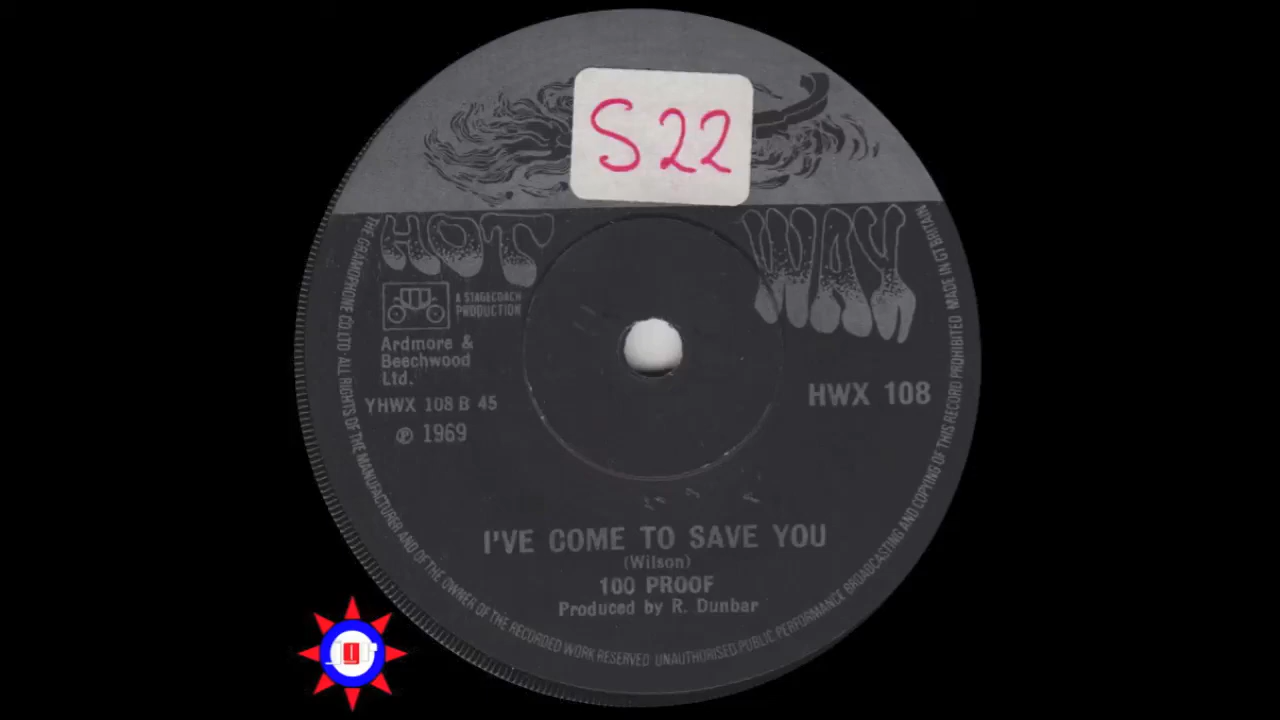 S22
HOT WAX
A STAGECOACH
PRODUCTION
Ardmore &
Beechwood
Ltd.
YHWX 108 B 45
℗ 1969
HWX 108
I'VE COME TO SAVE YOU
(Wilson)
100 PROOF
Produced by R. Dunbar
THE GRAMOPHONE CO. LTD. ALL RIGHTS OF THE MANUFACTURER AND OF THE OWNER OF THE RECORDED WORK RESERVED UNAUTHORISED PUBLIC PERFORMANCE BROADCASTING AND COPYING OF THIS RECORD PROHIBITED MADE IN GT BRITAIN